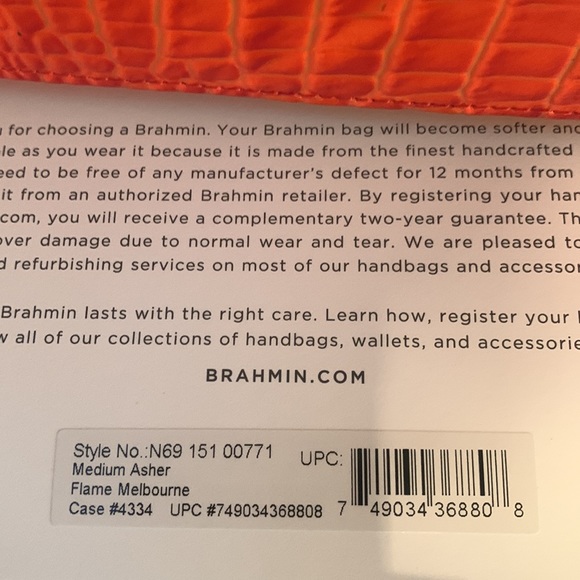 for choosing a Brahmin. Your Brahmin bag will become softer and
as you wear it because it is made from the finest handcrafted
to be free of any manufacturer's defect for 12 months from
it from an authorized Brahmin retailer. By registering your
.com, you will receive a complementary two-year guarantee.
over damage due to normal wear and tear. We are pleased to
refurbishing services on most of our handbags and
Brahmin lasts with the right care. Learn how, register your
all of our collections of handbags, wallets, and accessorie
BRAHMIN.COM
Style No.:N69 151 00771 UPC:
Medium Asher
Flame Melbourne
Case #4334 UPC #749034368808 7 49034 36880 8